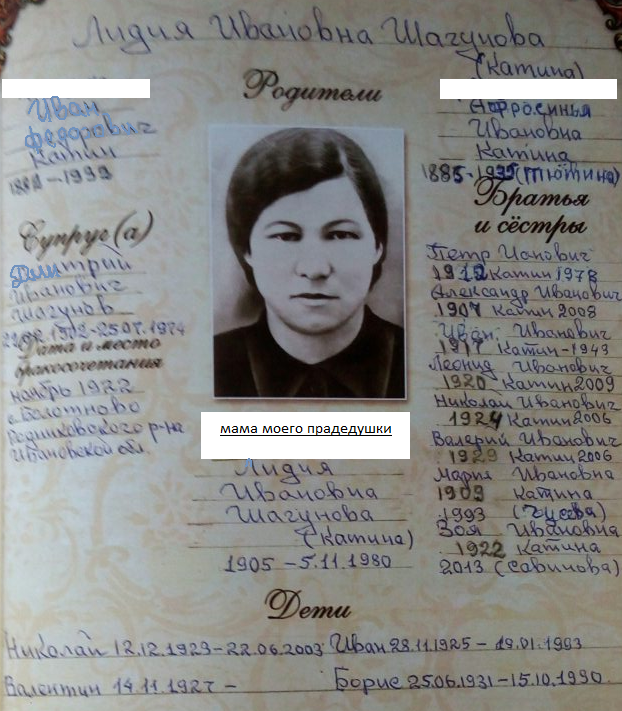 Лидия Ивановна Шагунова
(Катина)
Родители
Иван
Федорович
Катин
1882-1939
Афросинья
Ивановна
Катина
1885-1935(Тютина)
Супруг(а)
Дмитрий
Иванович
Шагунов
1902-25.07.1974
Дата и место
бракосочетания
ноябрь 1922
с. Болотново
Родниковского р-на
Ивановской обл.
мама моего прадедушки
Лидия
Ивановна
Шагунова
(Катина)
1905 - 5.11.1980
Братья
и сёстры
Петр Иванович
1912 Катин 1978
Александр Иванович
1907 Катин 2008
Иван Иванович
1917 Катин-1943
Леонид Иванович
1920 Катин 2009
Николай Иванович
1924 Катин 2006
Валерий Иванович
1929 Катин 2006
Мария Ивановна
1909 Катина
1993 (Гусева)
Зоя Ивановна
1922 Катина
2013 (Савинова)
Дети
Николай 12.12.1923-22.06.2003 Иван 28.11.1925 - 19.01.1993
Валентин 14.11.1927 - Борис 25.06.1931-15.10.1990